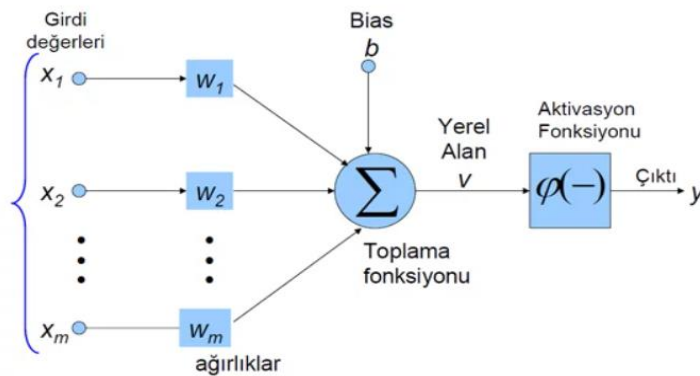 Girdi
değerleri
x1
x2
xm
w1
w2
wm
ağırlıklar
Bias
b
∑
Toplama
fonksiyonu
Yerel
Alan
v
Aktivasyon
Fonksiyonu
φ(−)
Çıktı
y